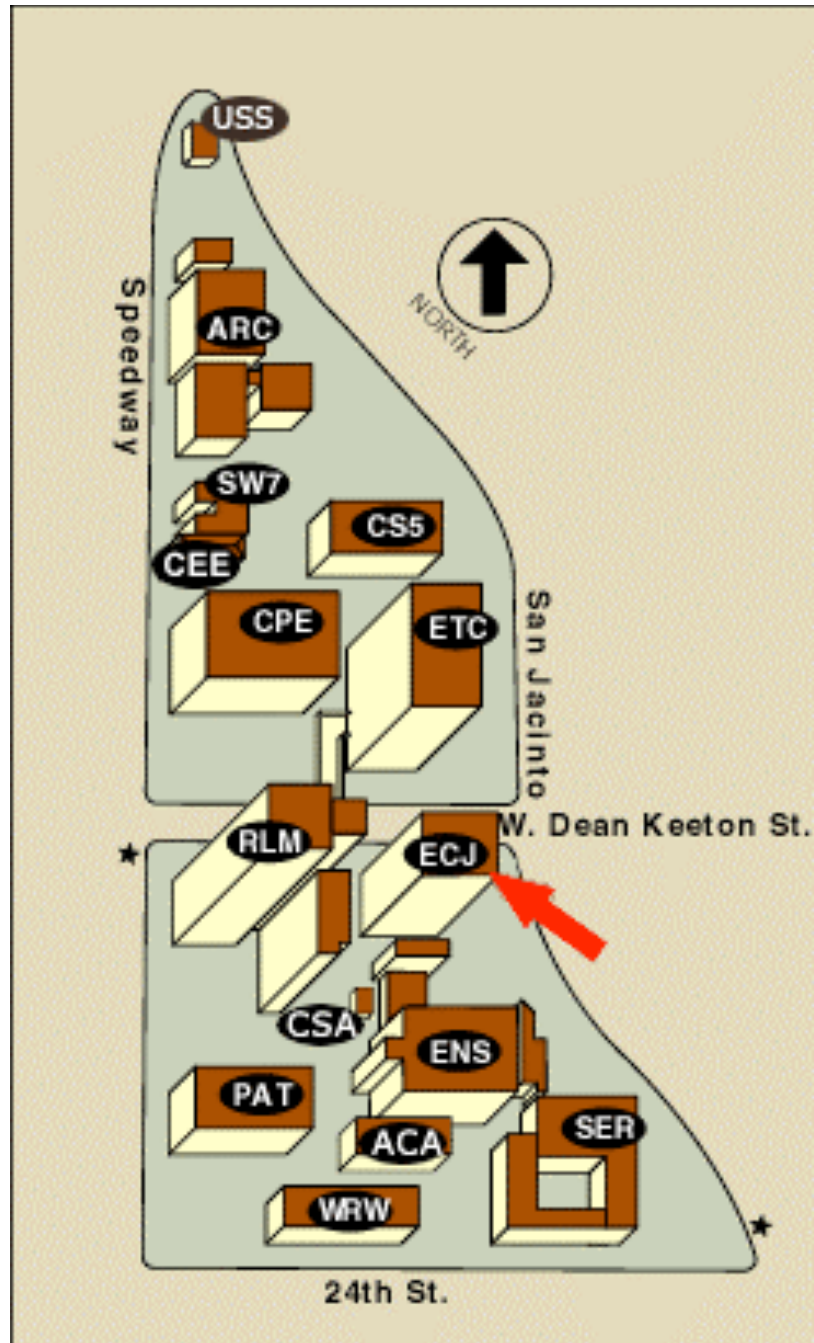 USS
NORTH
Speedway
ARC
SW7
CS5
CEE
CPE
ETC
San Jacinto
W. Dean Keeton St.
RLM
ECJ
CSA
ENS
PAT
SER
ACA
WRW
24th St.